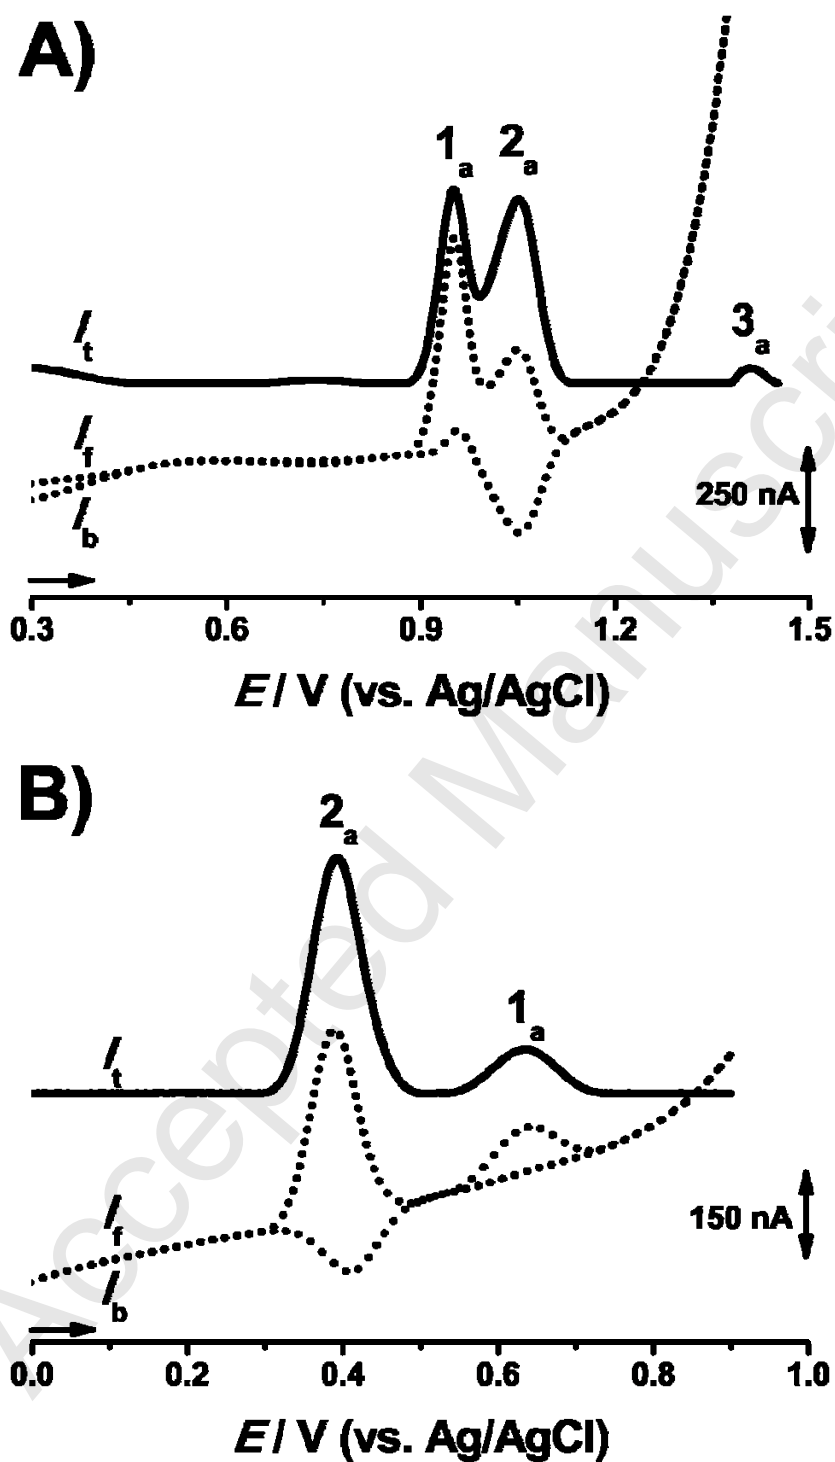 A)
1a 2a
3a
It
If
250 nA
Ib
0.3 0.6 0.9 1.2 1.5
E / V (vs. Ag/AgCl)
B)
2a
1a
It
150 nA
If
Ib
0.0 0.2 0.4 0.6 0.8 1.0
E / V (vs. Ag/AgCl)
Accepted Manuscri